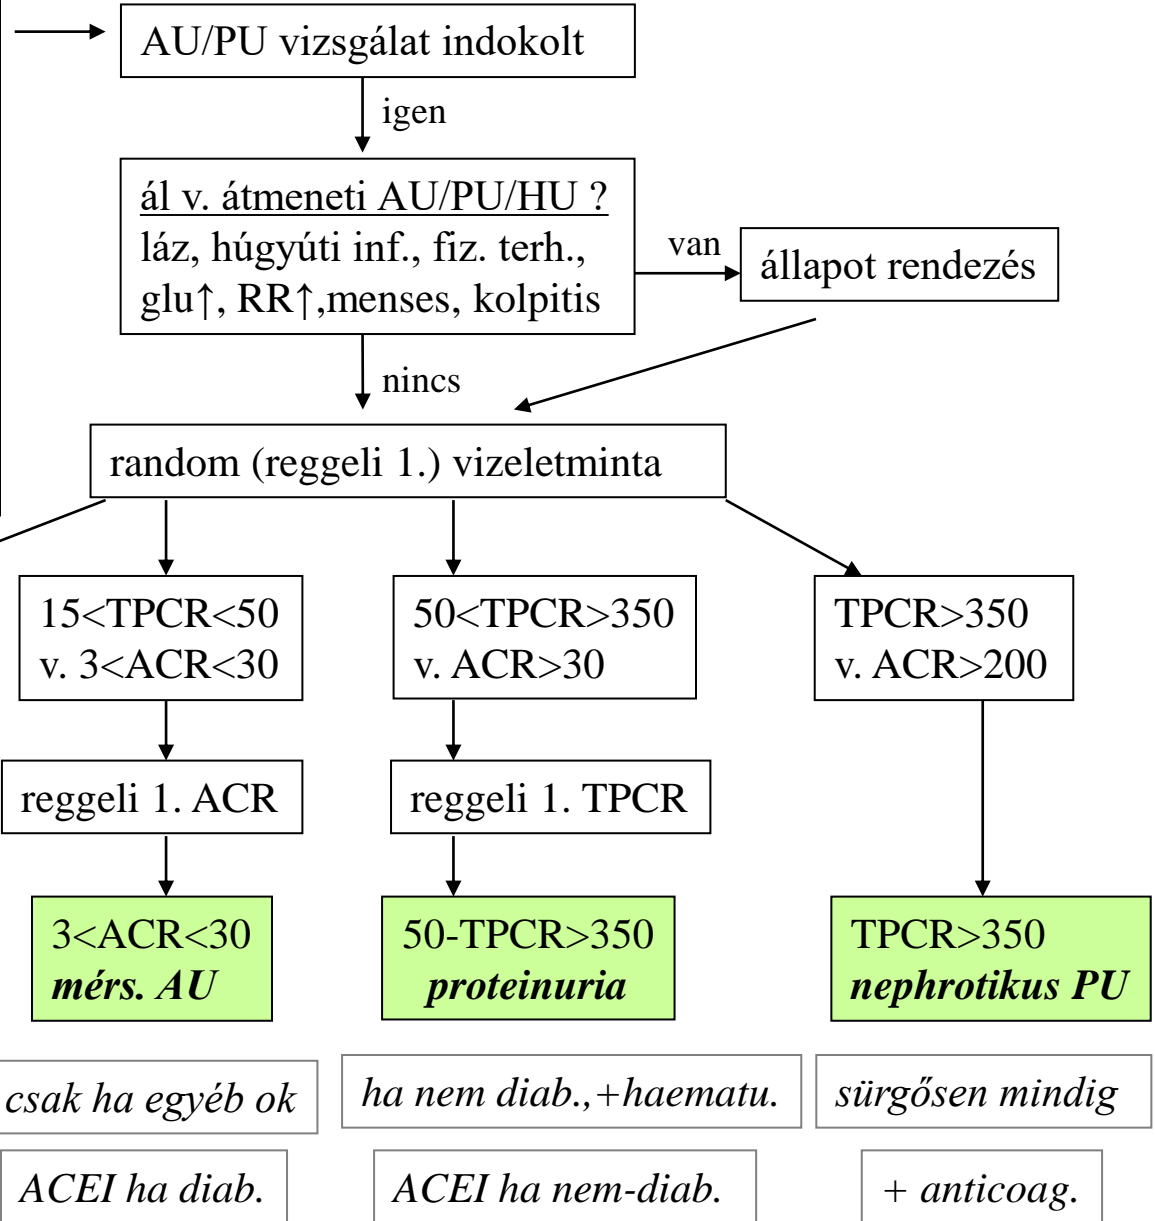 AU/PU vizsgálat indokolt
igen
ál v. átmeneti AU/PU/HU ?
láz, húgyúti inf., fiz. terh.,
glu↑, RR↑,menses, kolpitis
van
állapot rendezés
nincs
random (reggeli 1.) vizeletminta
15<TPCR<50
v. 3<ACR<30
50<TPCR>350
v. ACR>30
TPCR>350
v. ACR>200
reggeli 1. ACR
reggeli 1. TPCR
3<ACR<30
mérs. AU
50-TPCR>350
proteinuria
TPCR>350
nephrotikus PU
csak ha egyéb ok
ha nem diab.,+haematu.
sürgősen mindig
ACEI ha diab.
ACEI ha nem-diab.
+ anticoag.